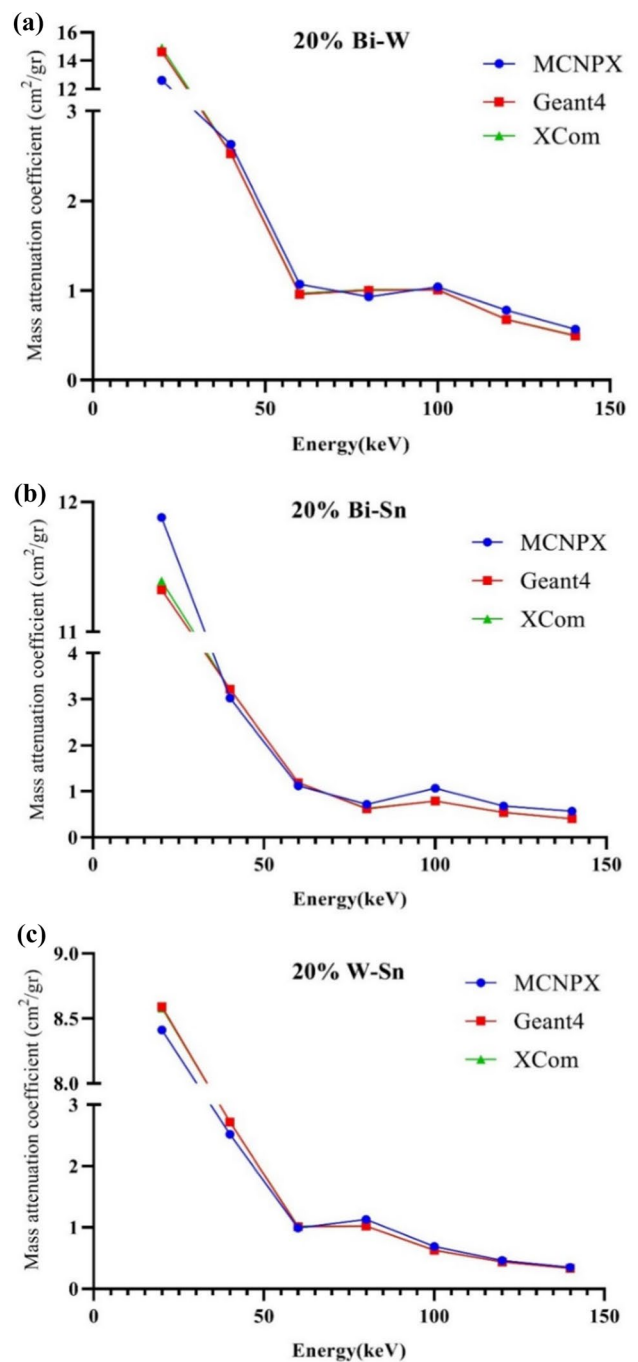 (a)
20% Bi-W
16
14
12
3
2
1
0
Mass attenuation coefficient (cm²/gr)
MCNPX
Geant4
XCom
0 50 100 150
Energy(keV)
(b)
20% Bi-Sn
12
11
4
3
2
1
0
Mass attenuation coefficient (cm²/gr)
MCNPX
Geant4
XCom
0 50 100 150
Energy(keV)
(c)
20% W-Sn
9.0
8.5
8.0
3
2
1
0
Mass attenuation coefficient (cm²/gr)
MCNPX
Geant4
XCom
0 50 100 150
Energy(keV)